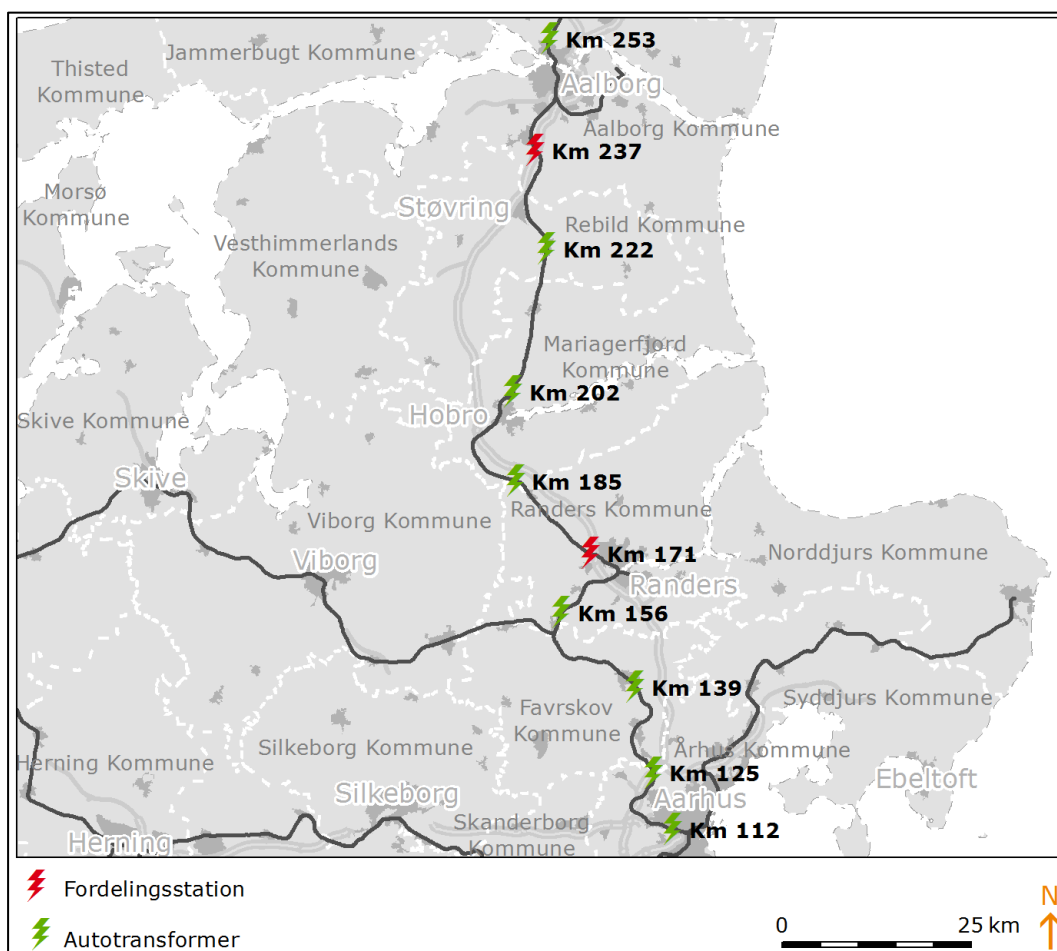 Km 253
Jammerbugt Kommune
Thisted
Kommune
Aalborg
Aalborg Kommune
Km 237
Morsø
Kommune
Støvring
Rebild Kommune
Vesthimmerlands
Kommune
Km 222
Mariagerfjord
Kommune
Km 202
Hobro
Skive Kommune
Skive
Km 185
Randers Kommune
Viborg Kommune
Viborg
Km 171
Norddjurs Kommune
Randers
Km 156
Km 139
Syddjurs Kommune
Favrskov
Kommune
Silkeborg Kommune
Århus Kommune
Herning Kommune
Km 125
Ebeltoft
Silkeborg
Aarhus
Skanderborg
Kommune
Km 112
Herning
Fordelingsstation
Autotransformer
0 25 km
N